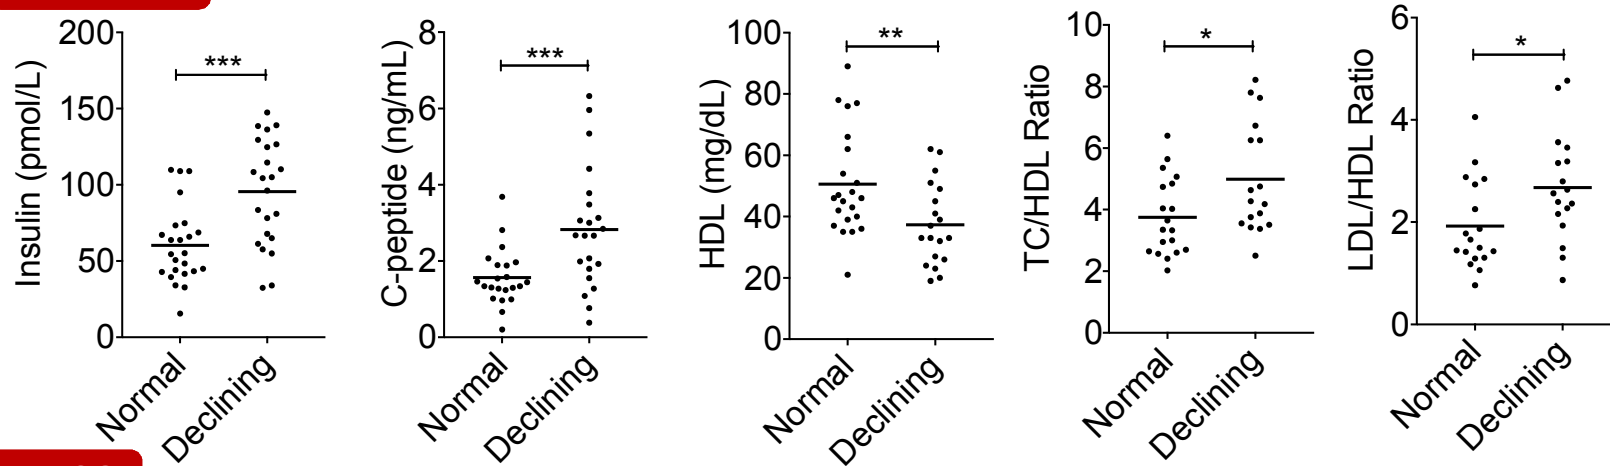 Insulin (pmol/L)
200
150
100
50
0
***
Normal
Declining
C-peptide (ng/mL)
8
6
4
2
0
***
Normal
Declining
HDL (mg/dL)
100
80
60
40
20
0
**
Normal
Declining
TC/HDL Ratio
10
8
6
4
2
0
*
Normal
Declining
LDL/HDL Ratio
6
4
2
0
*
Normal
Declining